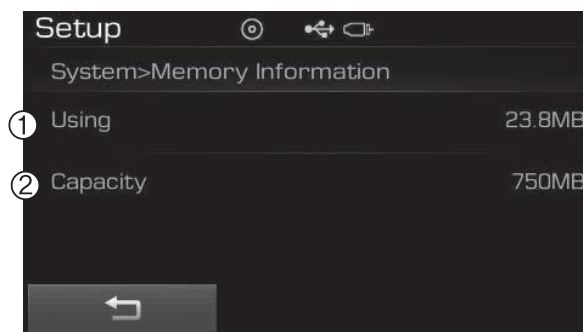 Setup
System>Memory Information
① Using 23.8MB
② Capacity 750MB